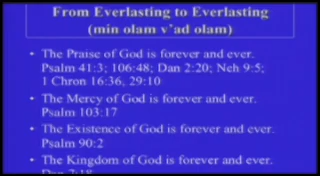 From Everlasting to Everlasting
(min olam v'ad olam)
• The Praise of God is forever and ever.
Psalm 41:3; 106:48; Dan 2:20; Neh 9:5;
1 Chron 16:36, 29:10
• The Mercy of God is forever and ever.
Psalm 103:17
• The Existence of God is forever and ever.
Psalm 90:2
• The Kingdom of God is forever and ever.
Dan 7:18